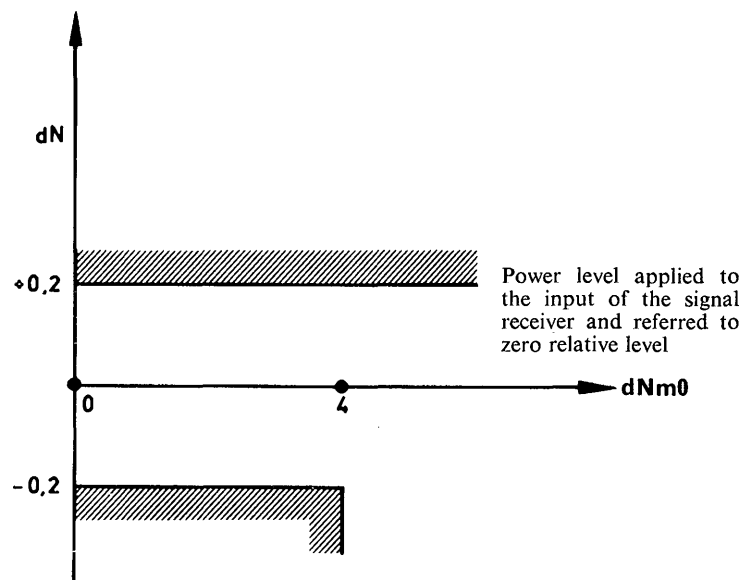 dN
+0,2
Power level applied to
the input of the signal
receiver and referred to
zero relative level
dNm0
0
4
-0,2